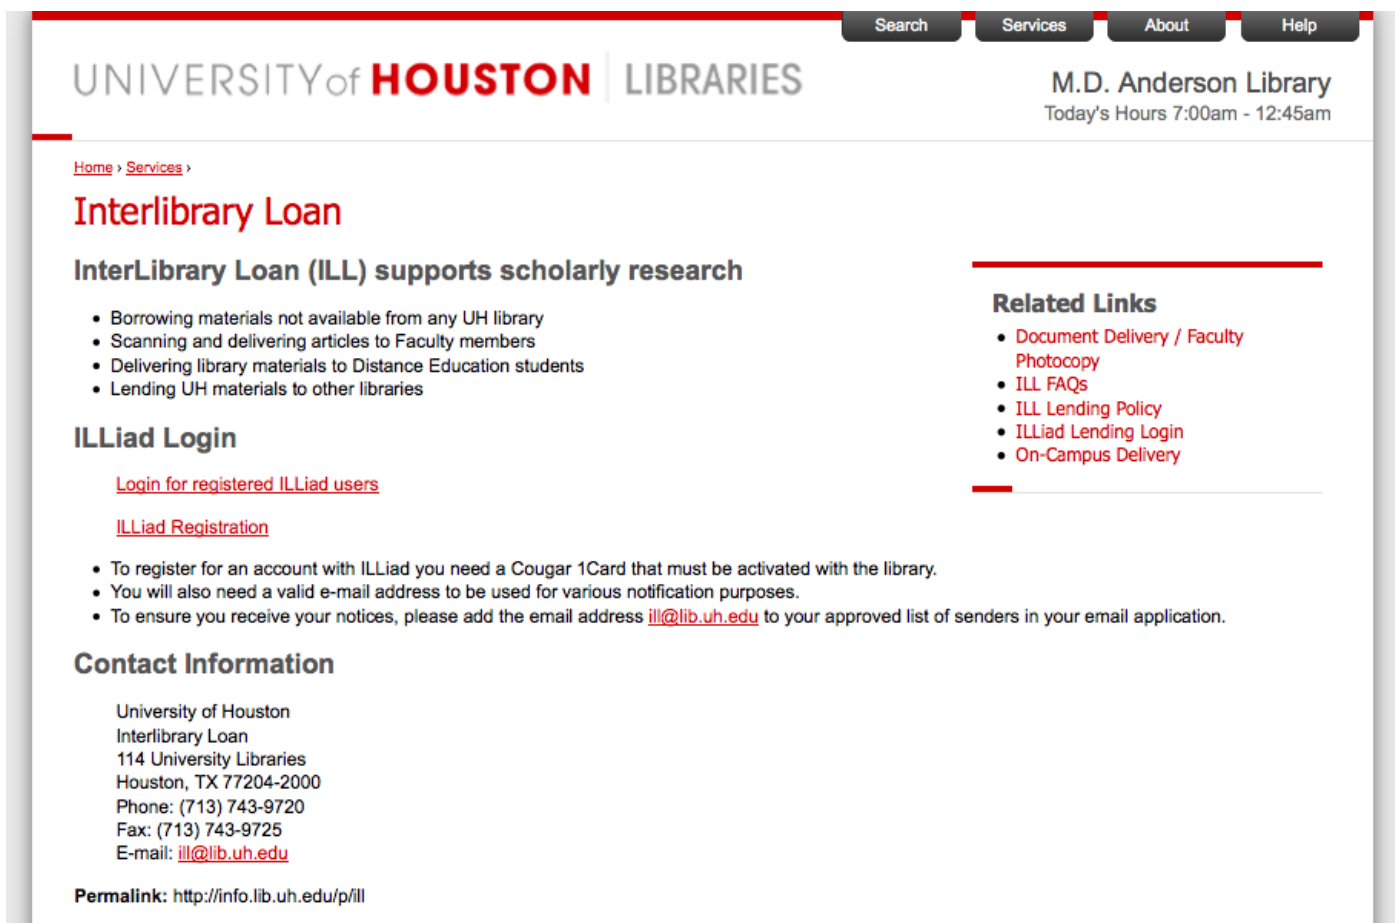 Search Services About Help
UNIVERSITY of HOUSTON LIBRARIES
M.D. Anderson Library
Today's Hours 7:00am - 12:45am
Home › Services ›
Interlibrary Loan
InterLibrary Loan (ILL) supports scholarly research
• Borrowing materials not available from any UH library
• Scanning and delivering articles to Faculty members
• Delivering library materials to Distance Education students
• Lending UH materials to other libraries
Related Links
• Document Delivery / Faculty
Photocopy
• ILL FAQs
• ILL Lending Policy
• ILLiad Lending Login
• On-Campus Delivery
ILLiad Login
Login for registered ILLiad users
ILLiad Registration
• To register for an account with ILLiad you need a Cougar 1Card that must be activated with the library.
• You will also need a valid e-mail address to be used for various notification purposes.
• To ensure you receive your notices, please add the email address ill@lib.uh.edu to your approved list of senders in your email application.
Contact Information
University of Houston
Interlibrary Loan
114 University Libraries
Houston, TX 77204-2000
Phone: (713) 743-9720
Fax: (713) 743-9725
E-mail: ill@lib.uh.edu
Permalink: http://info.lib.uh.edu/p/ill